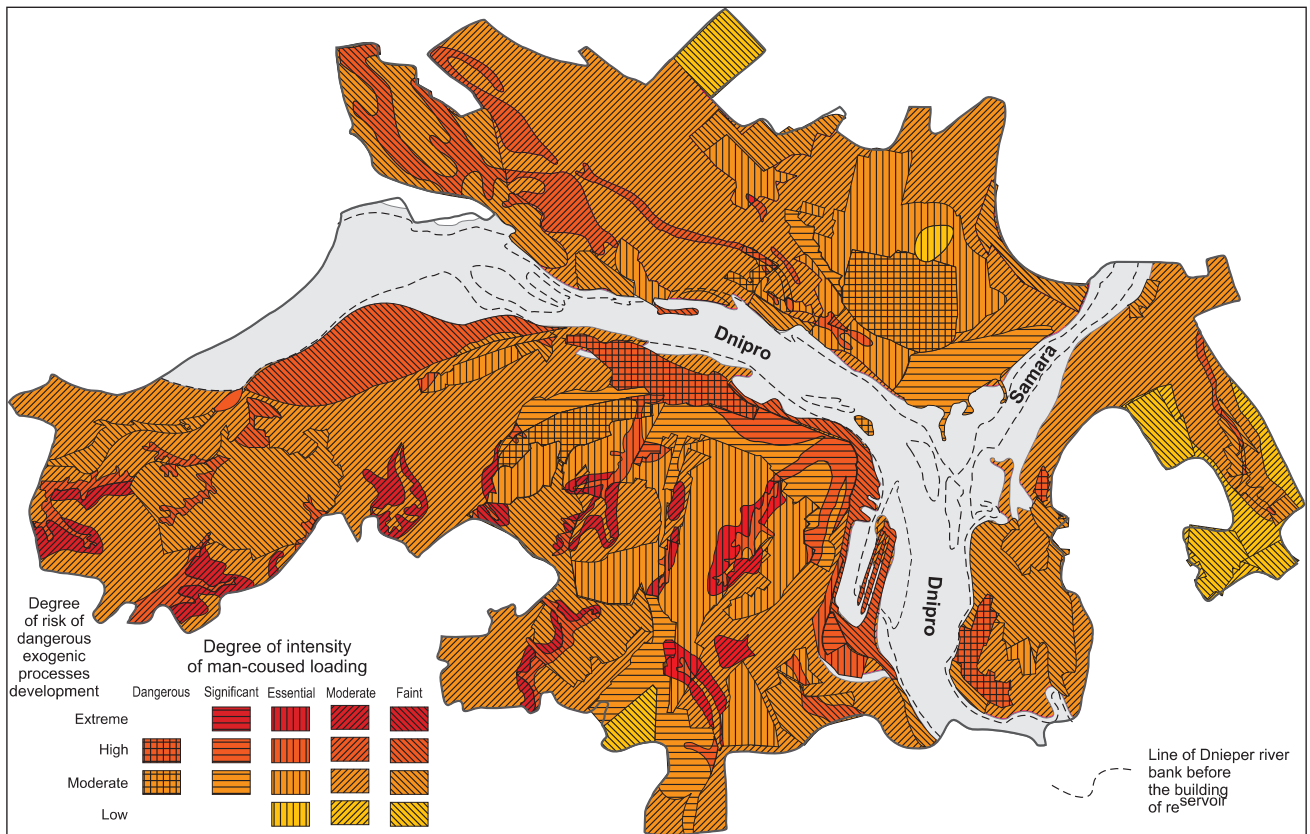 Dnipro
Samara
Dnipro
Degree
of risk of
dangerous
exogenic
processes
development
Degree of intensity
of man-coused loading
Dangerous Significant Essential Moderate Faint
Extreme
High
Moderate
Low
Line of Dnieper river
bank before
the building
of reservoir